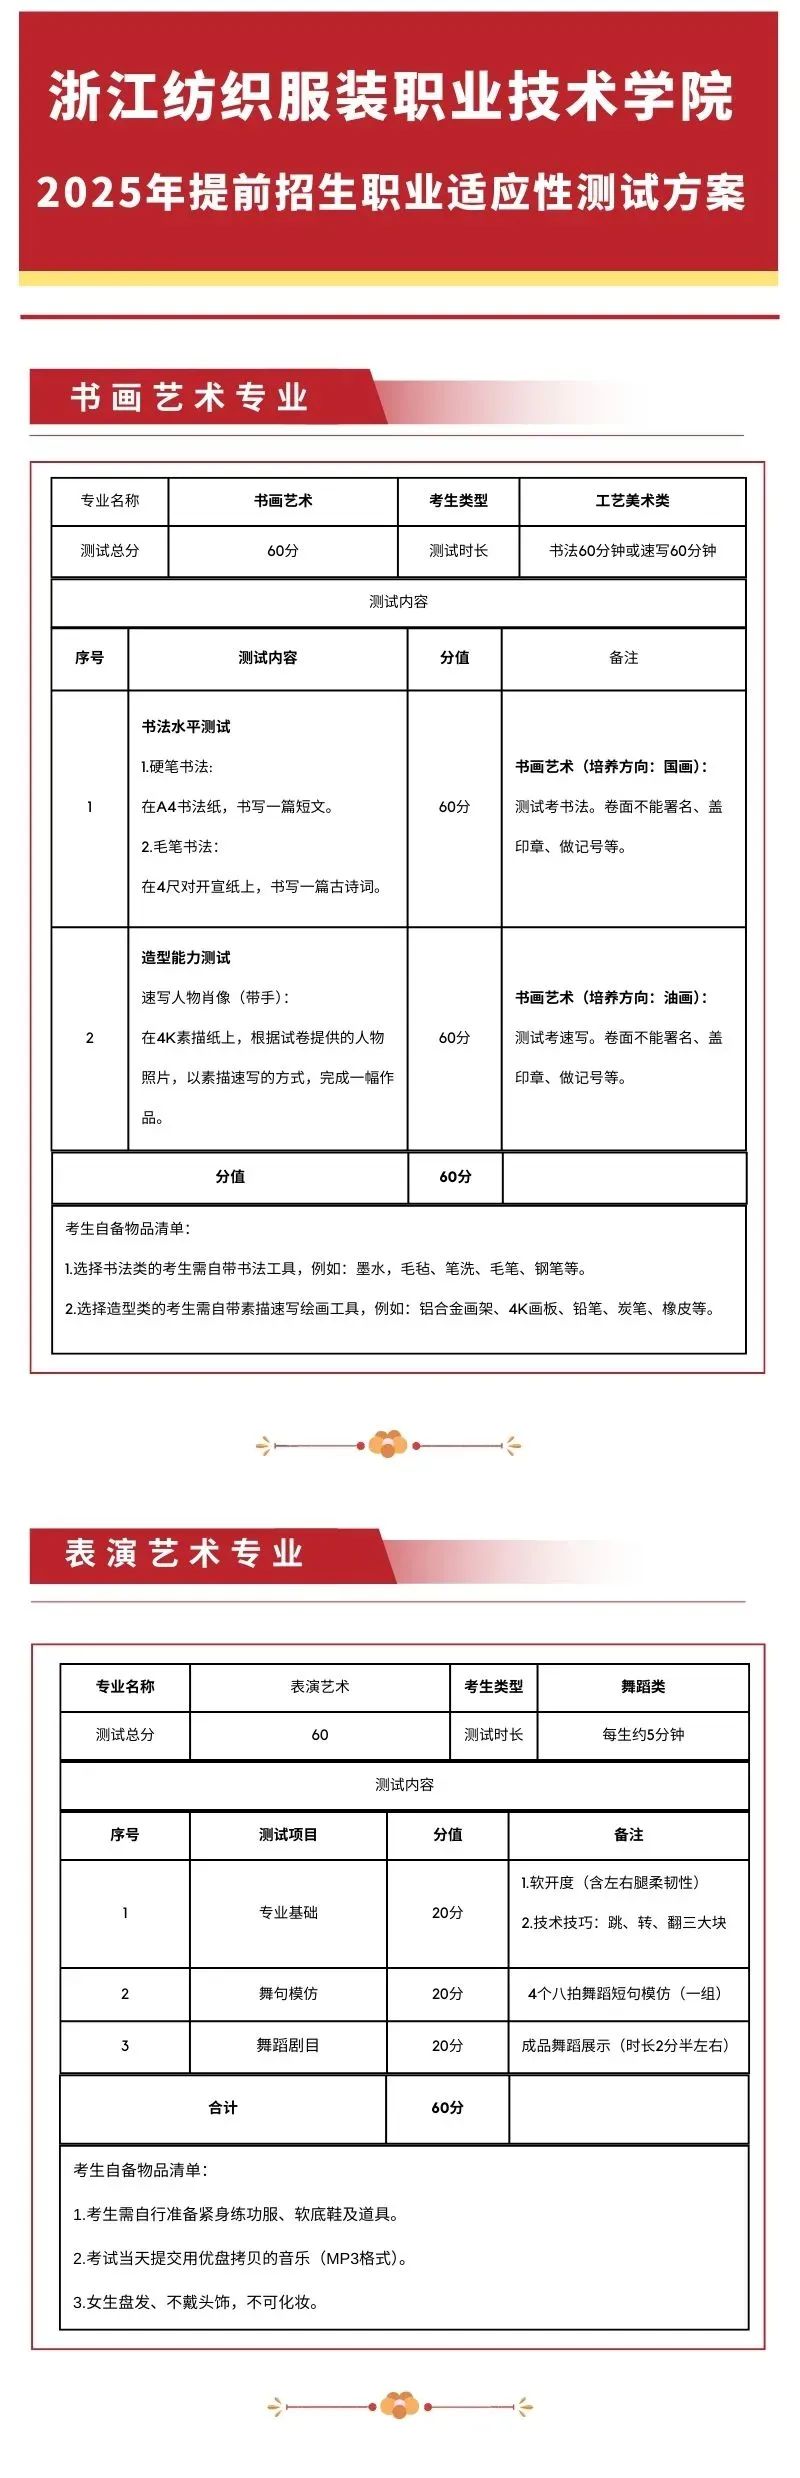 浙江纺织服装职业技术学院
2025年提前招生职业适应性测试方案
书画艺术专业
专业名称 书画艺术 考生类型 工艺美术类
测试总分 60分 测试时长 书法60分钟或速写60分钟
测试内容
序号 测试内容 分值 备注
1
书法水平测试
1.硬笔书法:
在A4书法纸，书写一篇短文。
2.毛笔书法：
在4尺对开宣纸上，书写一篇古诗词。
60分
书画艺术（培养方向：国画）：
测试考书法。卷面不能署名、盖
印章、做记号等。
2
造型能力测试
速写人物肖像（带手）：
在4K素描纸上，根据试卷提供的人物
照片，以素描速写的方式，完成一幅作
品。
60分
书画艺术（培养方向：油画）：
测试考速写。卷面不能署名、盖
印章、做记号等。
分值 60分
考生自备物品清单：
1.选择书法类的考生需自带书法工具，例如：墨水，毛毡、笔洗、毛笔、钢笔等。
2.选择造型类的考生需自带素描速写绘画工具，例如：铝合金画架、4K画板、铅笔、炭笔、橡皮等。
表演艺术专业
专业名称 表演艺术 考生类型 舞蹈类
测试总分 60 测试时长 每生约5分钟
测试内容
序号 测试项目 分值 备注
1 专业基础 20分
1.软开度（含左右腿柔韧性）
2.技术技巧：跳、转、翻三大块
2 舞句模仿 20分 4个八拍舞蹈短句模仿（一组）
3 舞蹈剧目 20分 成品舞蹈展示（时长2分半左右）
合计 60分
考生自备物品清单：
1.考生需自行准备紧身练功服、软底鞋及道具。
2.考试当天提交用优盘拷贝的音乐（MP3格式）。
3.女生盘发、不戴头饰，不可化妆。